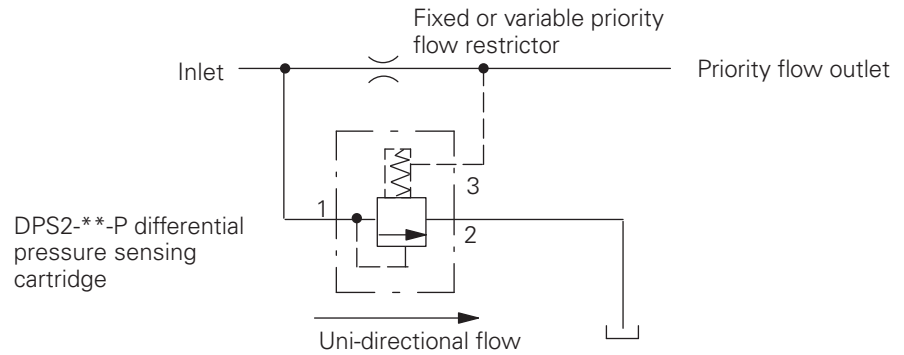 Fixed or variable priority
flow restrictor
Inlet
Priority flow outlet
3
1
2
DPS2-**-P differential
pressure sensing
cartridge
Uni-directional flow